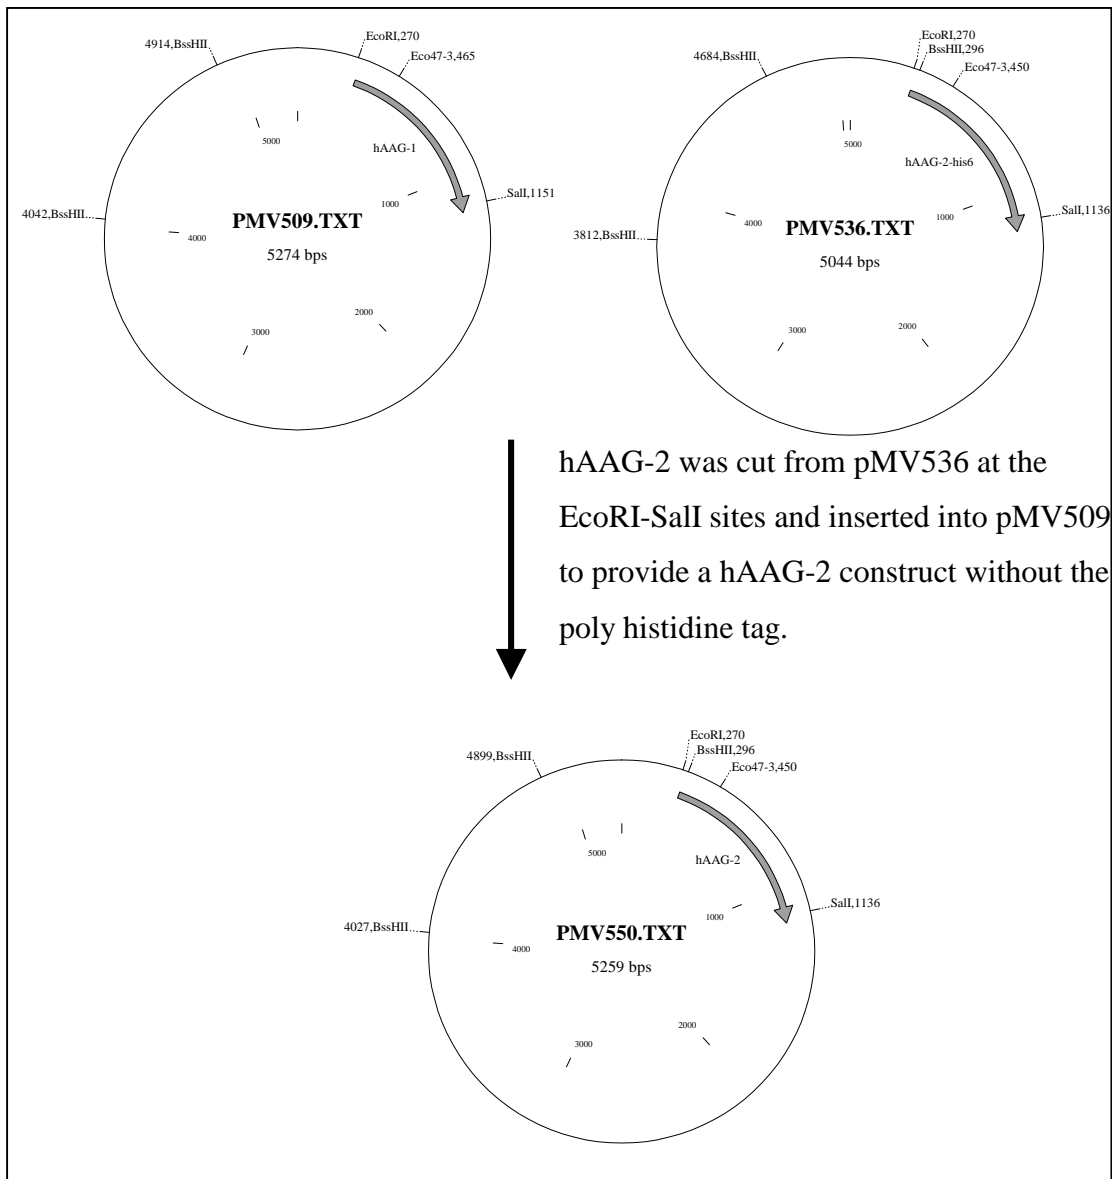 4914,BssHII
EcoRI,270
Eco47-3,465
5000
hAAG-1
SalI,1151
1000
4042,BssHII
4000
PMV509.TXT
5274 bps
2000
3000
EcoRI,270
BssHII,296
4684,BssHII
Eco47-3,450
5000
hAAG-2-his6
1000
SalI,1136
4000
3812,BssHII
PMV536.TXT
5044 bps
3000
2000
hAAG-2 was cut from pMV536 at the
EcoRI-SalI sites and inserted into pMV509
to provide a hAAG-2 construct without the
poly histidine tag.
EcoRI,270
BssHII,296
4899,BssHII
Eco47-3,450
5000
hAAG-2
SalI,1136
1000
4027,BssHII
4000
PMV550.TXT
5259 bps
2000
3000